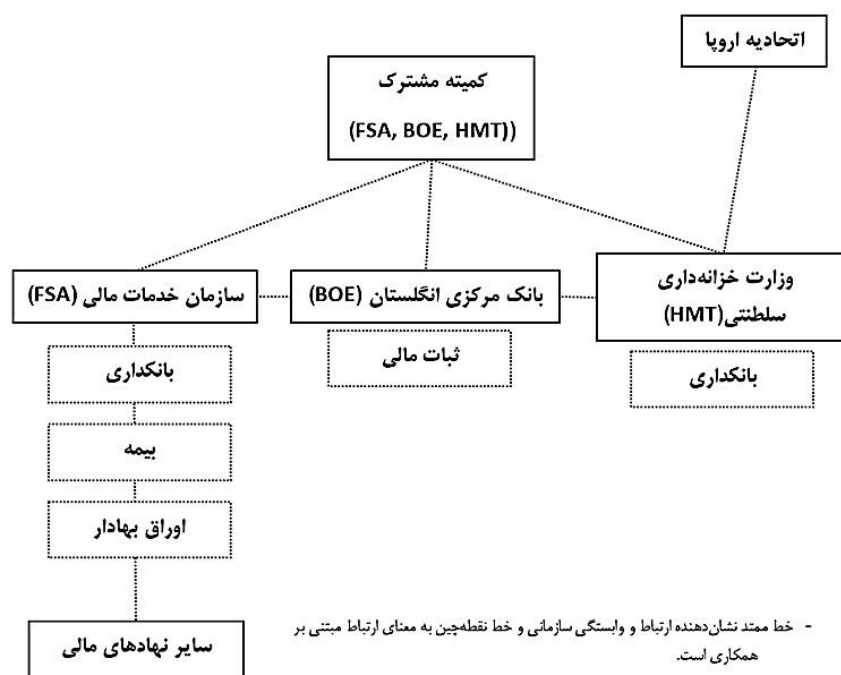 اتحادیه اروپا
کمیته مشترک
(FSA, BOE, HMT))
وزارت خزانه‌داری
سلطنتی(HMT)
بانک مرکزی انگلستان (BOE)
سازمان خدمات مالی (FSA)
بانکداری
ثبات مالی
بانکداری
بیمه
اوراق بهادار
سایر نهادهای مالی
- خط ممتد نشان‌دهنده ارتباط و وابستگی سازمانی و خط نقطه‌چین به معنای ارتباط مبتنی بر
همکاری است.